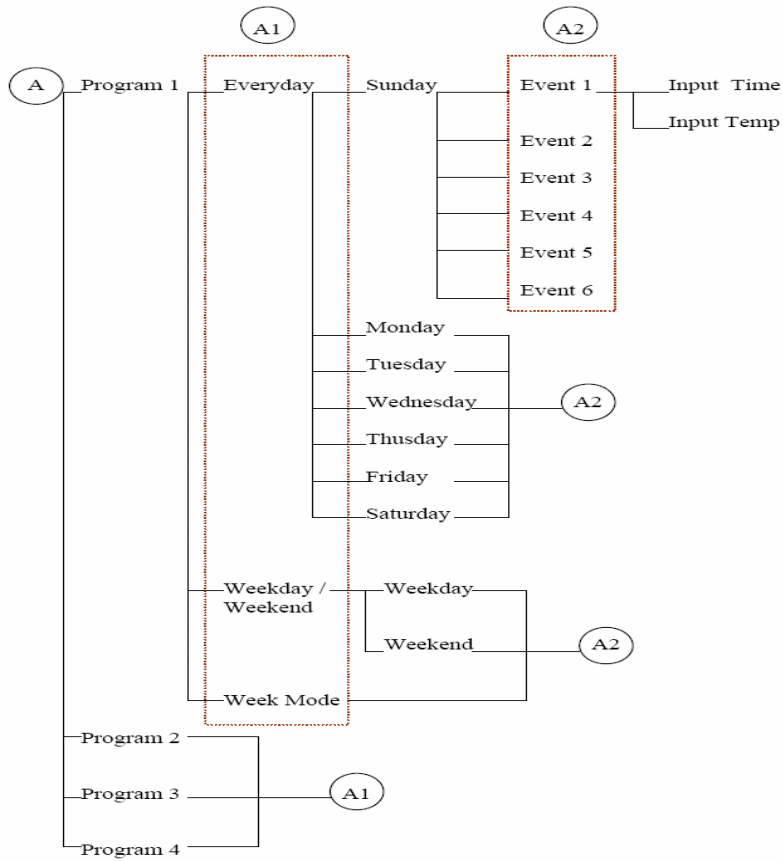 A1
A2
A
Program 1
Everyday
Sunday
Event 1
Input Time
Input Temp
Event 2
Event 3
Event 4
Event 5
Event 6
Monday
Tuesday
Wednesday
A2
Thusday
Friday
Saturday
Weekday /
Weekend
Weekday
Weekend
A2
Week Mode
Program 2
Program 3
A1
Program 4